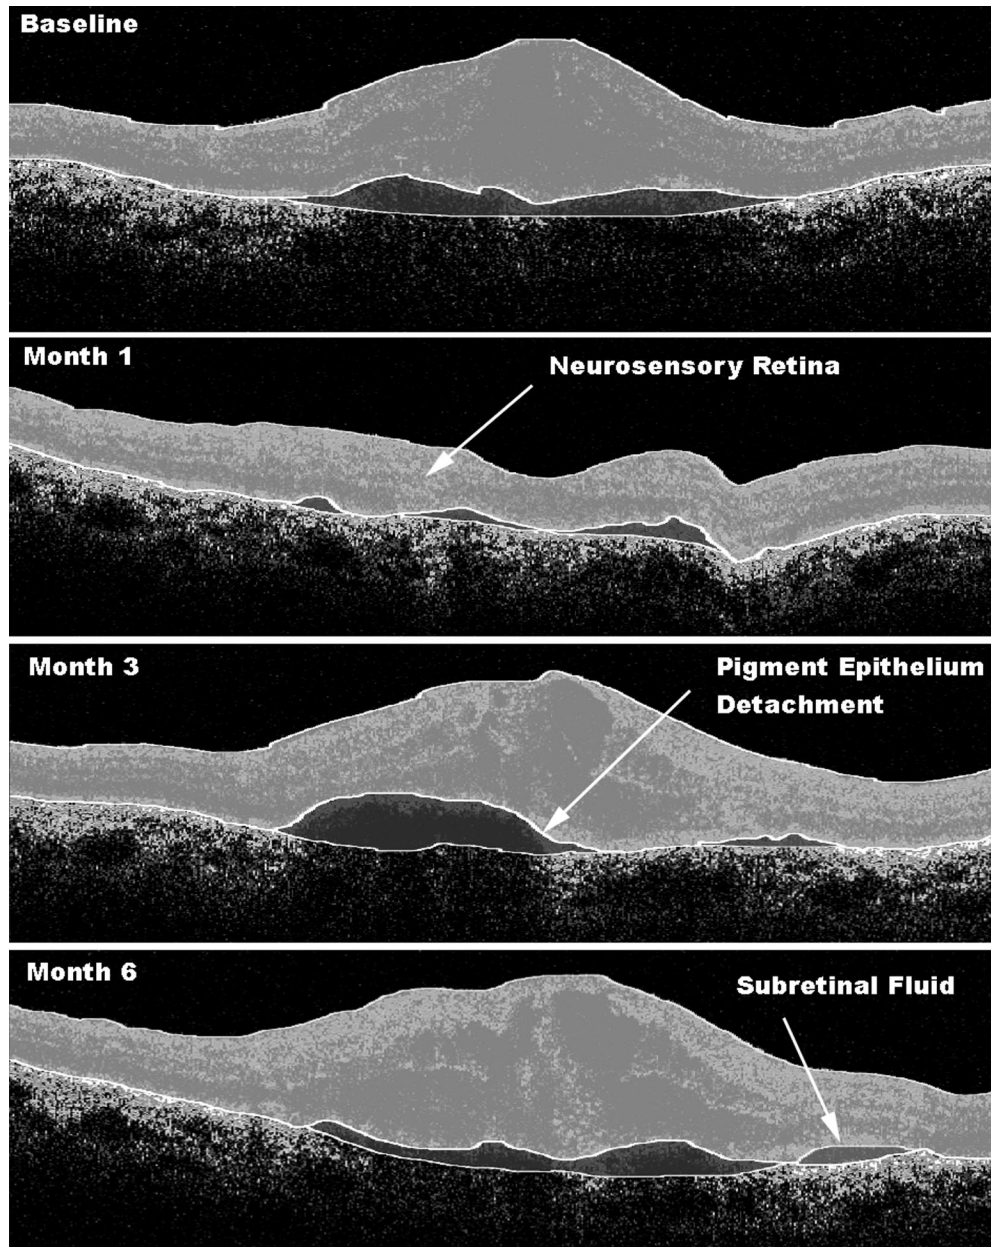 Baseline
Month 1
Neurosensory Retina
Month 3
Pigment Epithelium
Detachment
Month 6
Subretinal Fluid